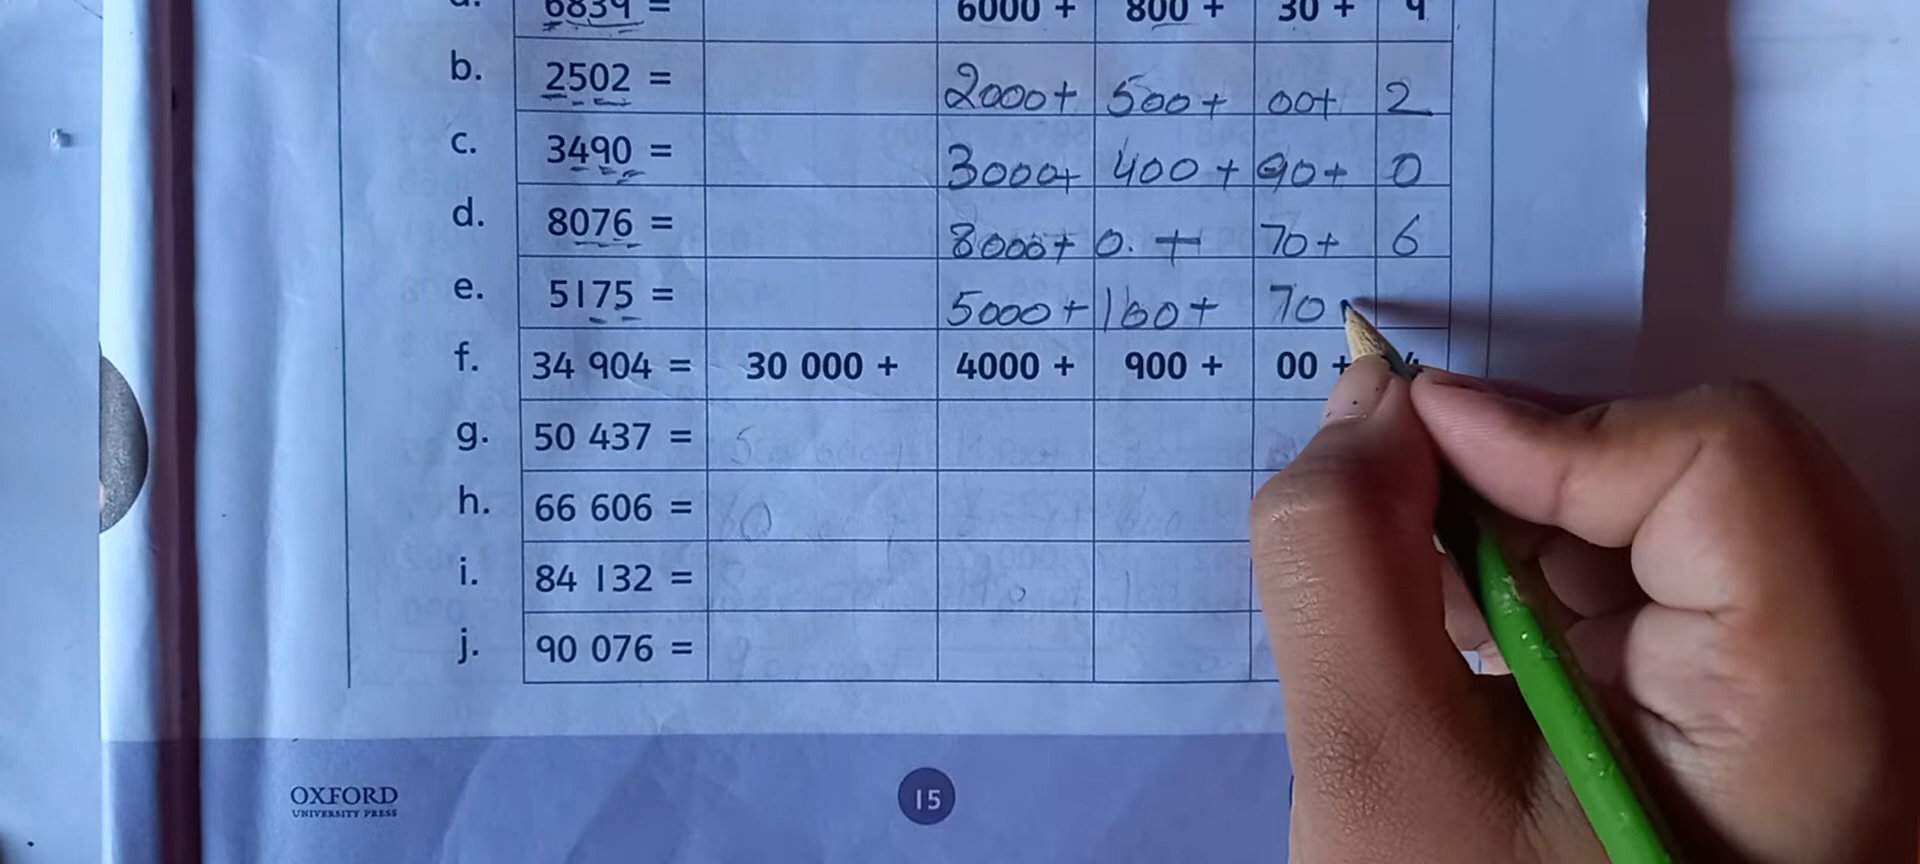 6839 = 6000 + 800 + 30 + 9
b. 2502 = 2000+ 500+ 00+ 2
c. 3490 = 3000+ 400 + 90+ 0
d. 8076 = 8000+ 0. + 70+ 6
e. 5175 = 5000+ 100+ 70
f. 34 904 = 30 000 + 4000 + 900 + 00 + 4
g. 50 437 =
h. 66 606 = 60
i. 84 132 =
j. 90 076 =
OXFORD
UNIVERSITY PRESS
15